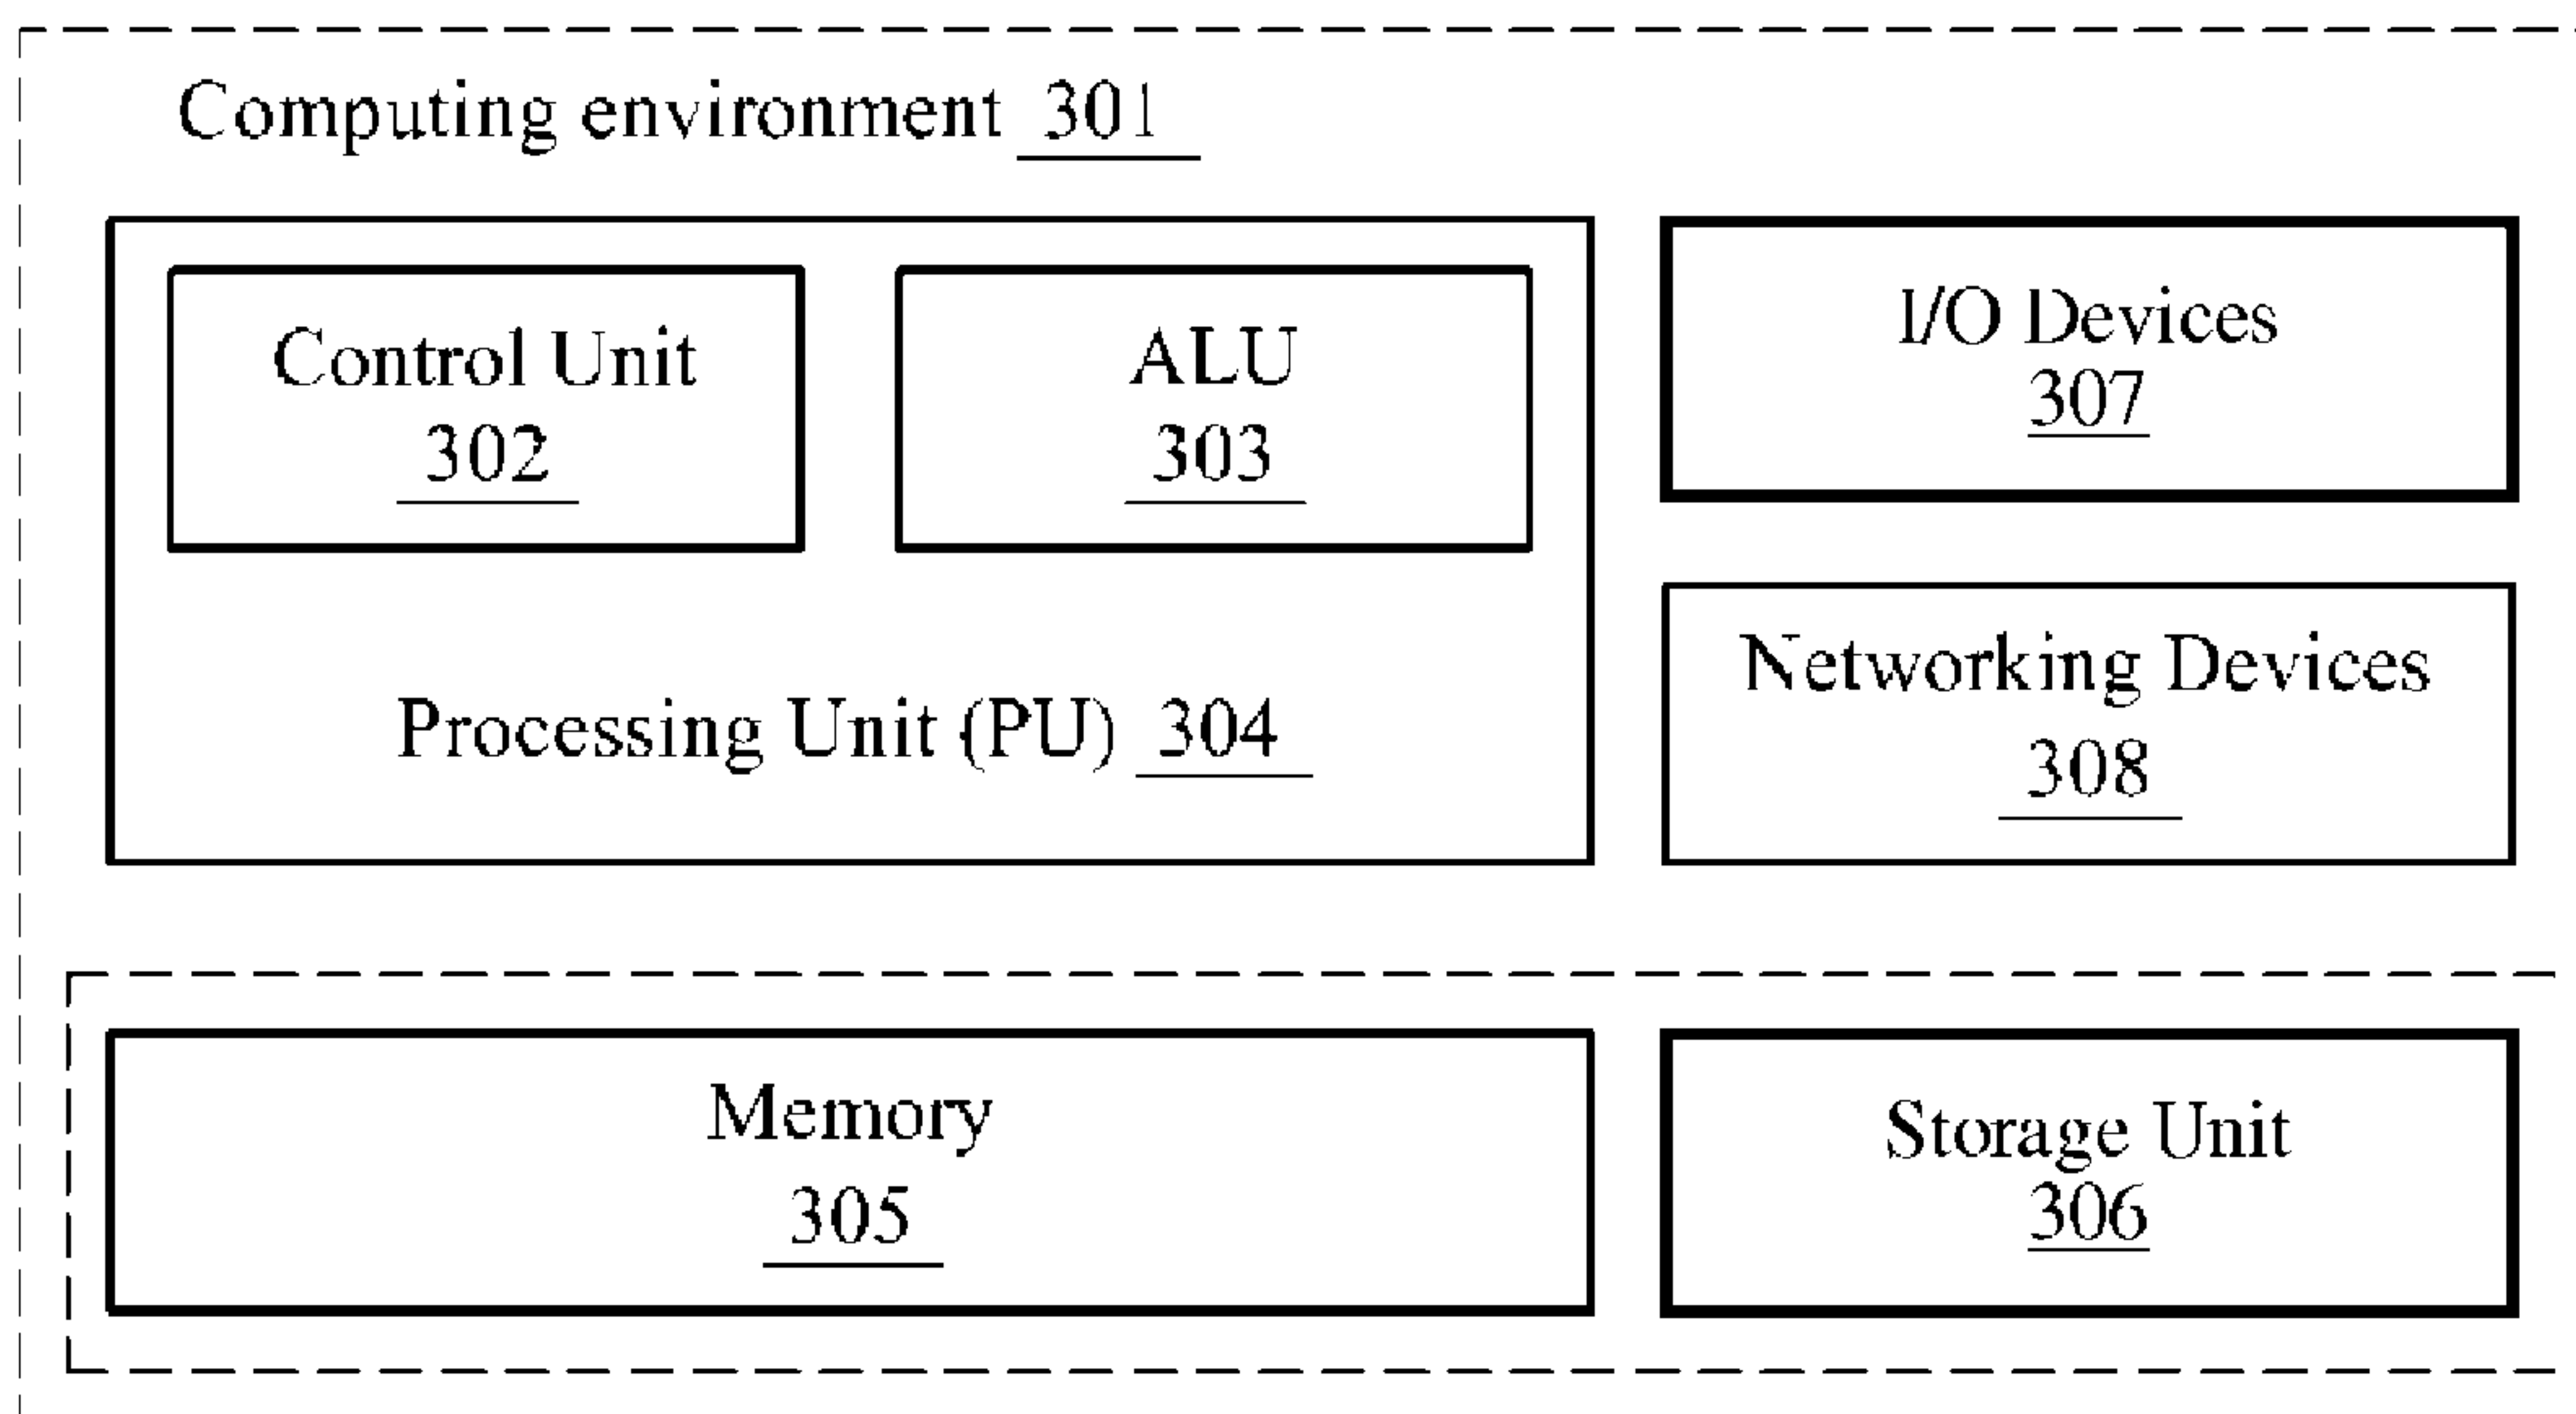 Computing environment 301
Control Unit
302
ALU
303
Processing Unit (PU) 304
I/O Devices
307
Networking Devices
308
Memory
305
Storage Unit
306